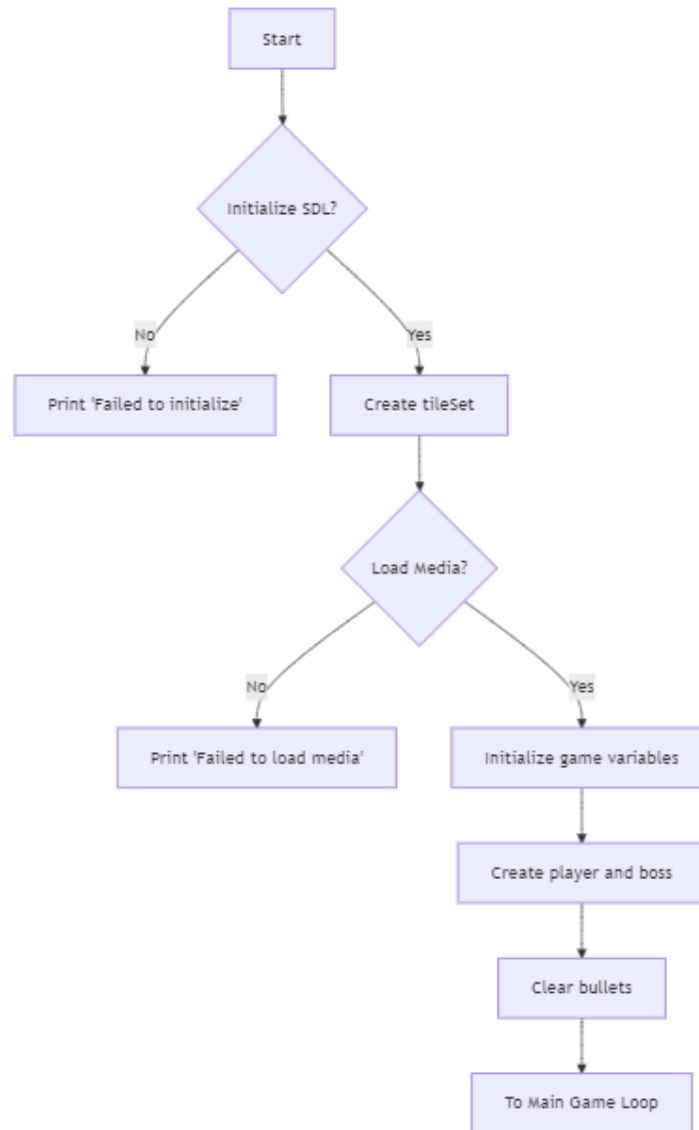 Start
Initialize SDL?
No
Yes
Print 'Failed to initialize'
Create tileSet
Load Media?
No
Yes
Print 'Failed to load media'
Initialize game variables
Create player and boss
Clear bullets
To Main Game Loop